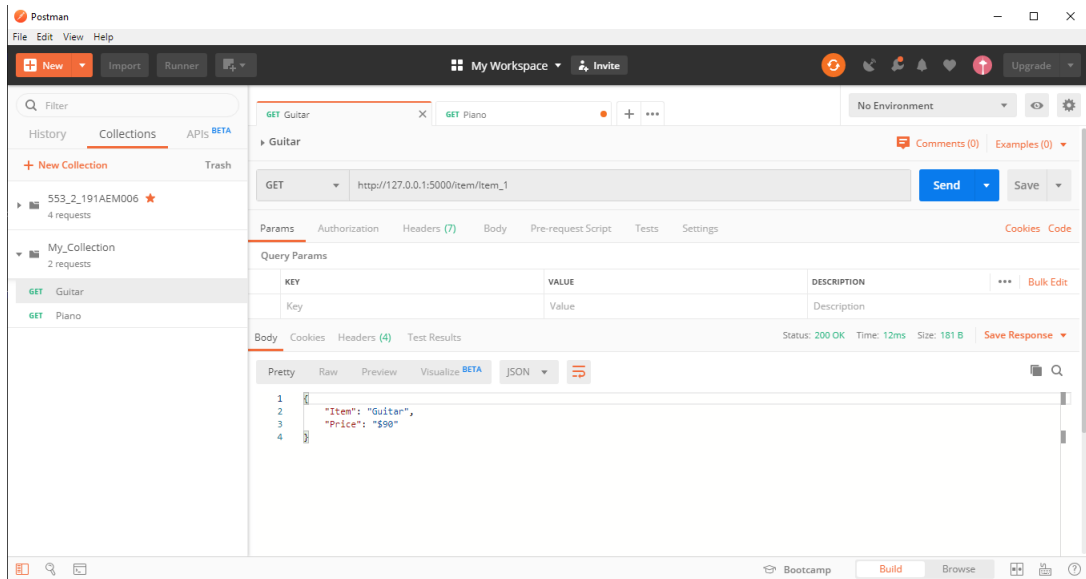 Postman
File Edit View Help
New Import Runner My Workspace Invite Upgrade
Filter
History Collections APIs BETA
+ New Collection Trash
553_2_191AEM006
4 requests
My_Collection
2 requests
GET Guitar
GET Piano
GET Guitar GET Piano No Environment
Guitar Comments (0) Examples (0)
GET http://127.0.0.1:5000/item/Item_1 Send Save
Params Authorization Headers (7) Body Pre-request Script Tests Settings Cookies Code
Query Params
KEY VALUE DESCRIPTION Bulk Edit
Key Value Description
Body Cookies Headers (4) Test Results Status: 200 OK Time: 12ms Size: 181 B Save Response
Pretty Raw Preview Visualize BETA JSON
1 {
2 "Item": "Guitar",
3 "Price": "$90"
4 }
Bootcamp Build Browse